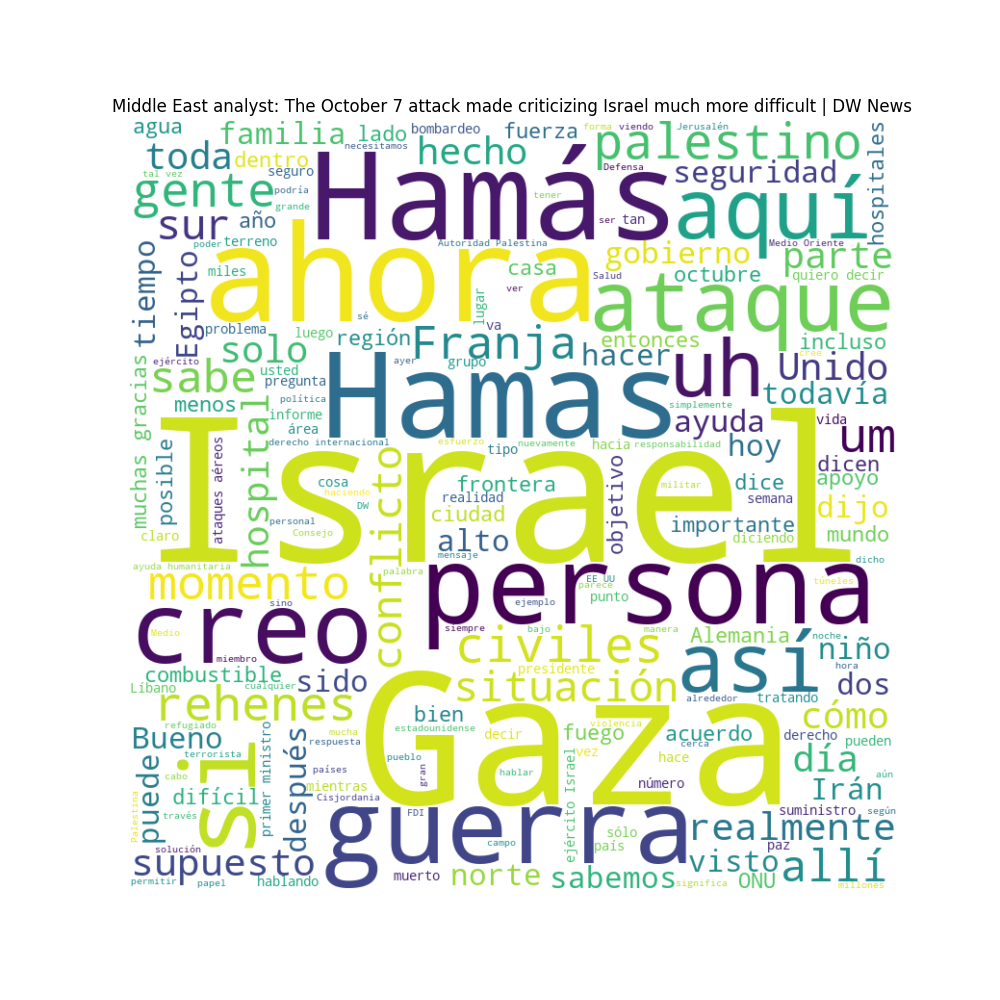 Middle East analyst: The October 7 attack made criticizing Israel much more difficult | DW News
agua
familia
lado
bombardeo
fuerza
forma
viendo
Jerusalén
necesitamos
toda
dentro
hecho
palestino
hospitales
tal vez
seguro
Defensa
seguridad
gente
podría
Hamás
tener
aquí
grande
sur
año
ser
tan
poder
terreno
ahora
Autoridad Palestina
gobierno
Medio Oriente
parte
tiempo
Egipto
miles
casa
Salud
octubre
quiero decir
ver
lugar
ataque
sé
problema
luego
región
Franja
va
entonces
incluso
solo
ejército
ayer
grupo
hacer
cree
sabe
usted
pregunta
Hamas
uh
Unido
todavía
muchas gracias
menos
política
simplemente
informe
hospital
área
ayuda
vida
um
derecho internacional
esfuerzo
nuevamente
hacia
responsabilidad
hoy
posible
ataques aéreos
tipo
dicen
cosa
conflicto
frontera
objetivo
militar
dice
apoyo
haciendo
realidad
semana
Israel
DW
ciudad
dijo
personal
Consejo
importante
claro
alto
diciendo
mundo
mensaje
dicho
ayuda humanitaria
palabra
momento
EE UU
parece
túneles
persona
sino
ejemplo
punto
creo
siempre
bajo
manera
Alemania
noche
Medio
civiles
así
niño
miembro
presidente
hora
combustible
sido
situación
dos
Líbano
cualquier
alrededor
tratando
rehenes
Gaza
bien
cómo
refugiado
mucha
estadounidense
violencia
Bueno
decir
fuego
acuerdo
derecho
pueden
si
respuesta
pueblo
vez
cerca
terrorista
primer ministro
después
hace
día
puede
cabo
países
gran
hablar
ejército Israel
aún
mientras
número
Irán
difícil
Cisjordania
Palestina
través
FDI
suministro
según
guerra
campo
sólo
realmente
solución
país
paz
supuesto
visto
allí
permitir
papel
hablando
muerto
norte
sabemos
significa
ONU
millones